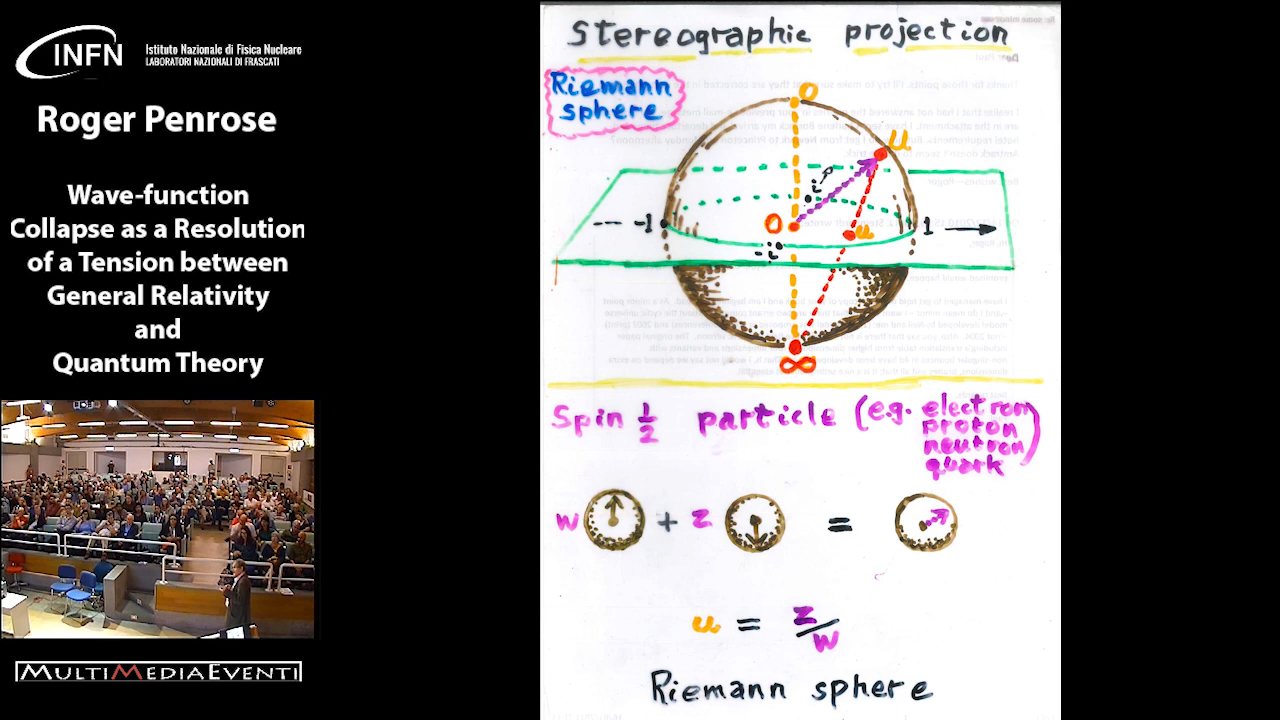 INFN
Istituto Nazionale di Fisica Nucleare
LABORATORI NAZIONALI DI FRASCATI
Roger Penrose
Wave-function
Collapse as a Resolution
of a Tension between
General Relativity
and
Quantum Theory
MULTIMEDIAEVENTI
Stereographic projection
Riemann
sphere
0
u
i
-1
0
u
1
-i
∞
Spin 1/2 particle (e.g. electron
proton
neutron
quark)
w + z =
u = z/w
Riemann sphere